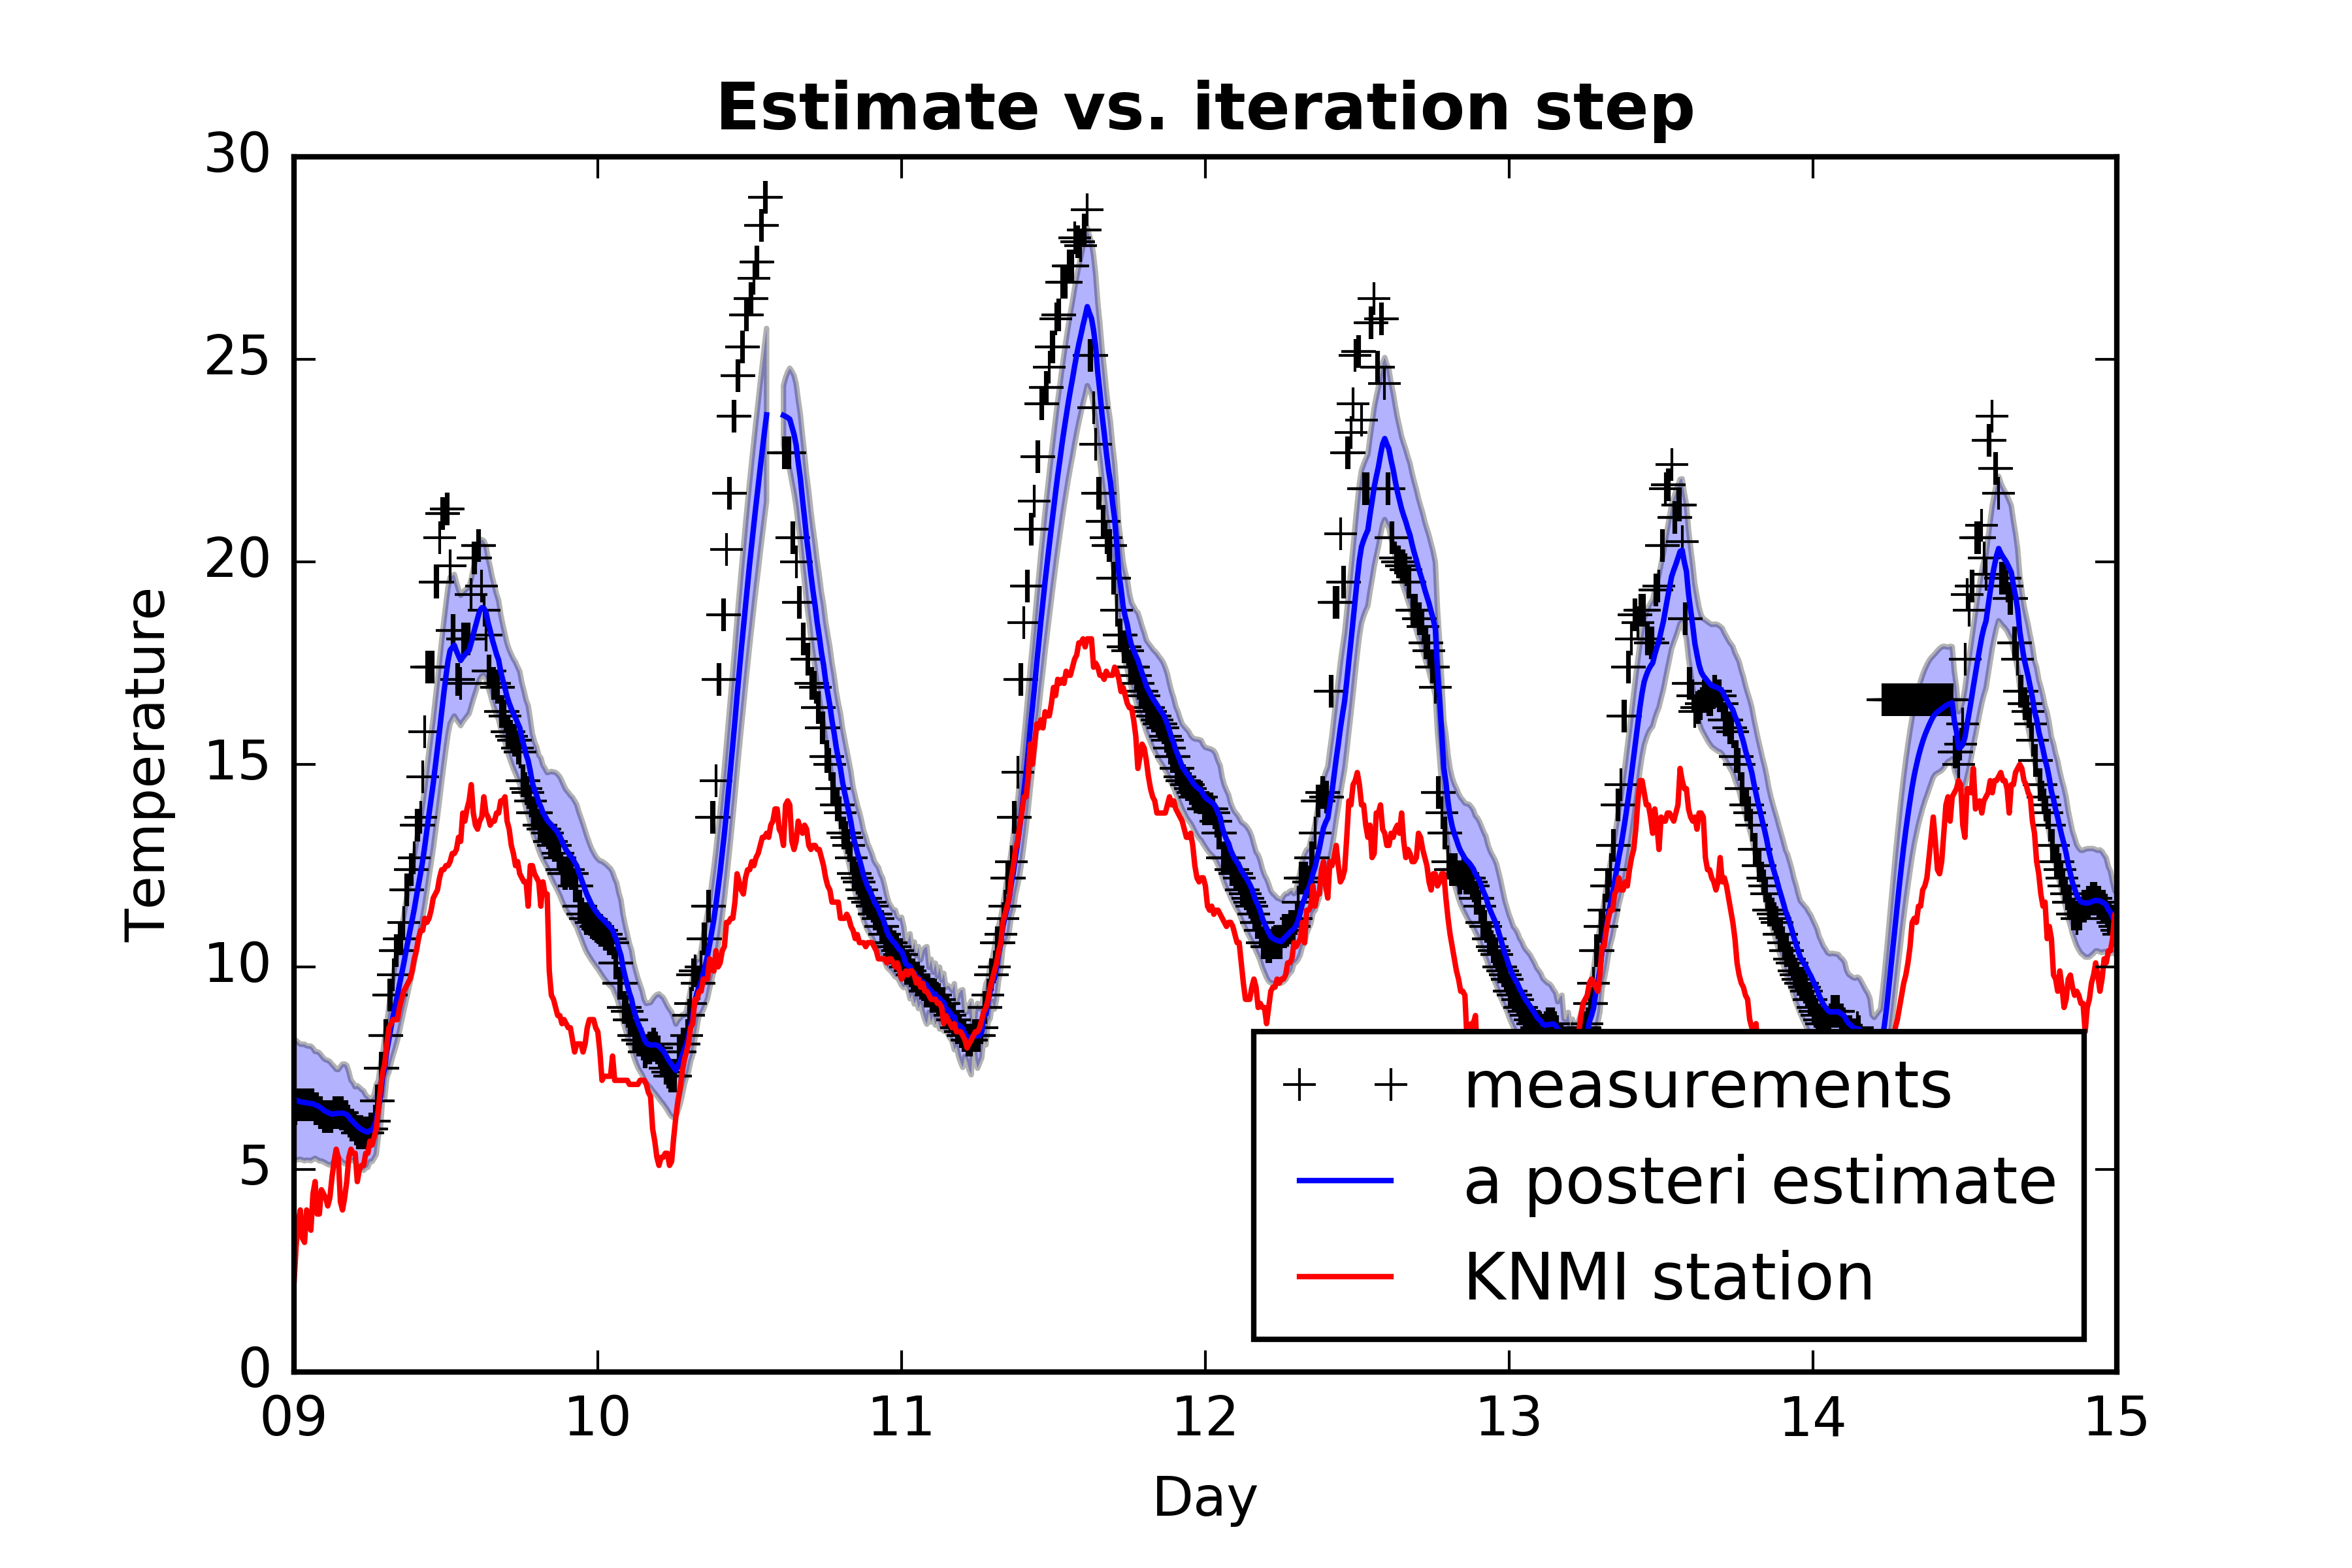 Estimate vs. iteration step
30
25
20
15
10
5
0
Temperature
09 10 11 12 13 14 15
Day
measurements
a posteri estimate
KNMI station